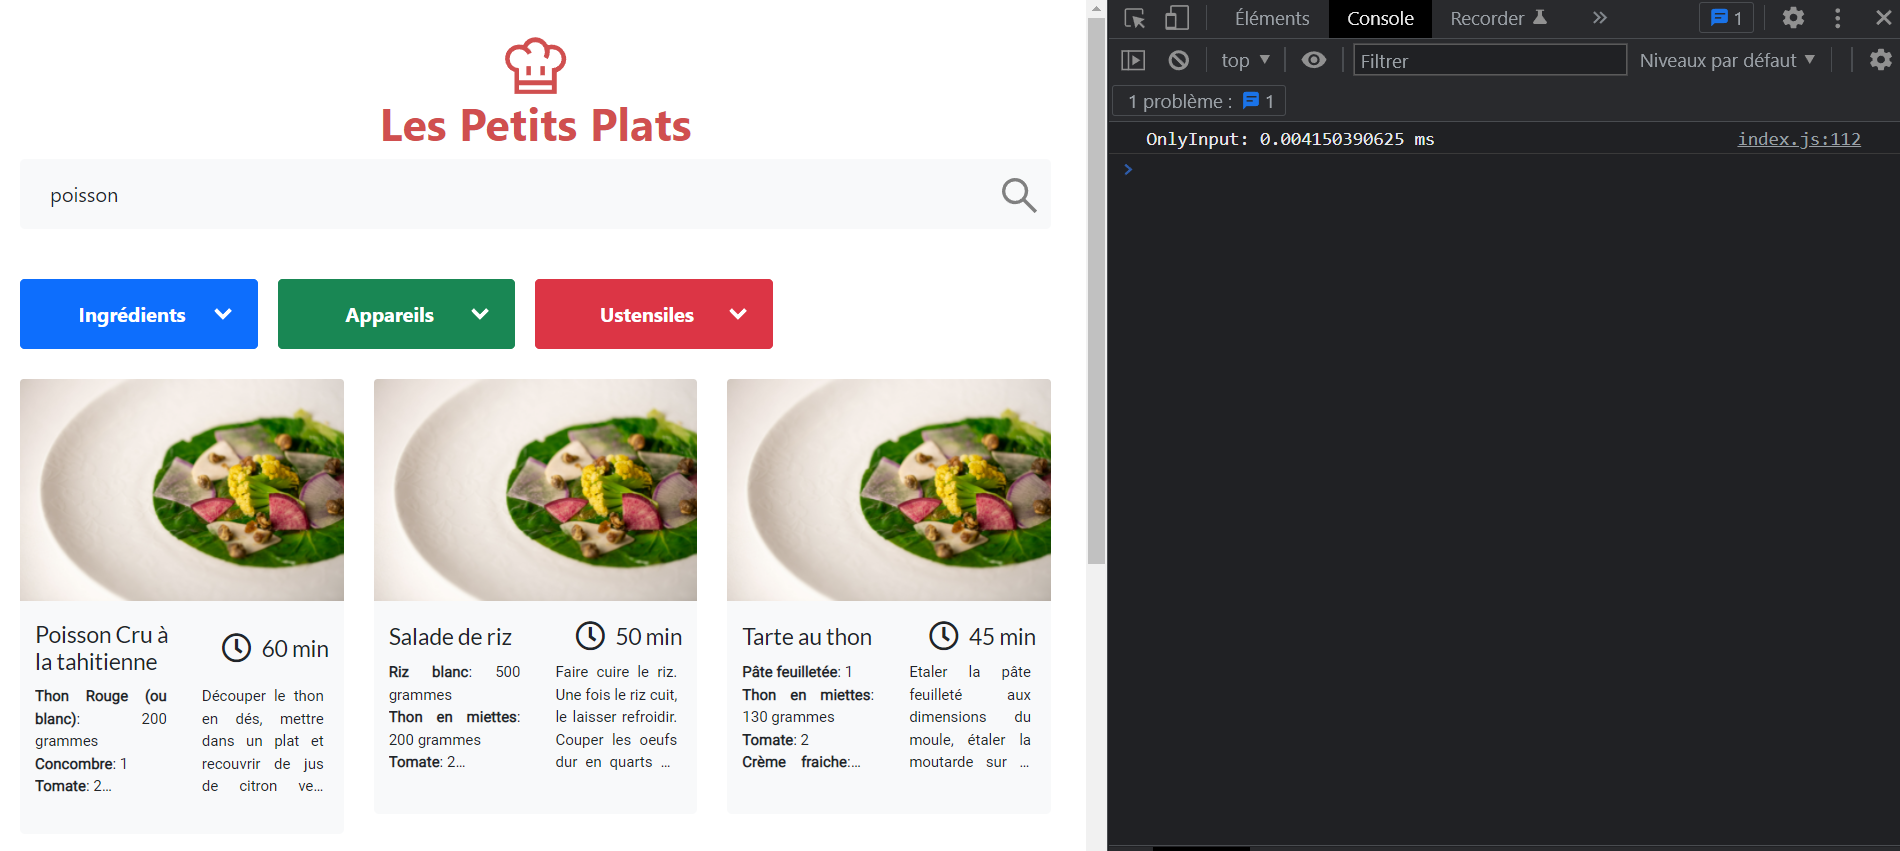 Les Petits Plats
poisson
Ingrédients
Appareils
Ustensiles
Poisson Cru à
la tahitienne
60 min
Thon Rouge (ou
blanc): 200
grammes
Concombre: 1
Tomate: 2...
Découper le thon
en dés, mettre
dans un plat et
recouvrir de jus
de citron ve...
Salade de riz
50 min
Riz blanc: 500
grammes
Thon en miettes:
200 grammes
Tomate: 2...
Faire cuire le riz.
Une fois le riz cuit,
le laisser refroidir.
Couper les oeufs
dur en quarts ...
Tarte au thon
45 min
Pâte feuilletée: 1
Thon en miettes:
130 grammes
Tomate: 2
Crème fraiche:...
Etaler la pâte
feuilleté aux
dimensions du
moule, étaler la
moutarde sur ...
Éléments
Console
Recorder
1
top
Filtrer
Niveaux par défaut
1 problème : 1
OnlyInput: 0.004150390625 ms
index.js:112